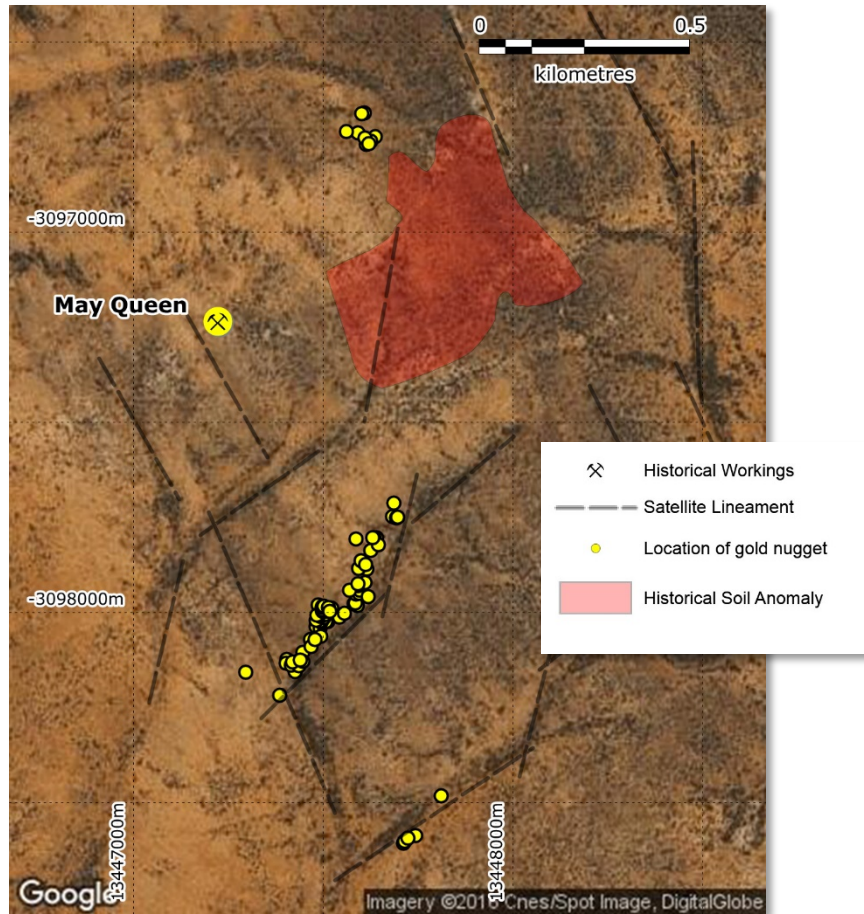 0 0.5
kilometres
-3097000m
May Queen
Historical Workings
Satellite Lineament
Location of gold nugget
Historical Soil Anomaly
-3098000m
13447000m
13448000m
Google
Imagery ©2016 Cnes/Spot Image, DigitalGlobe